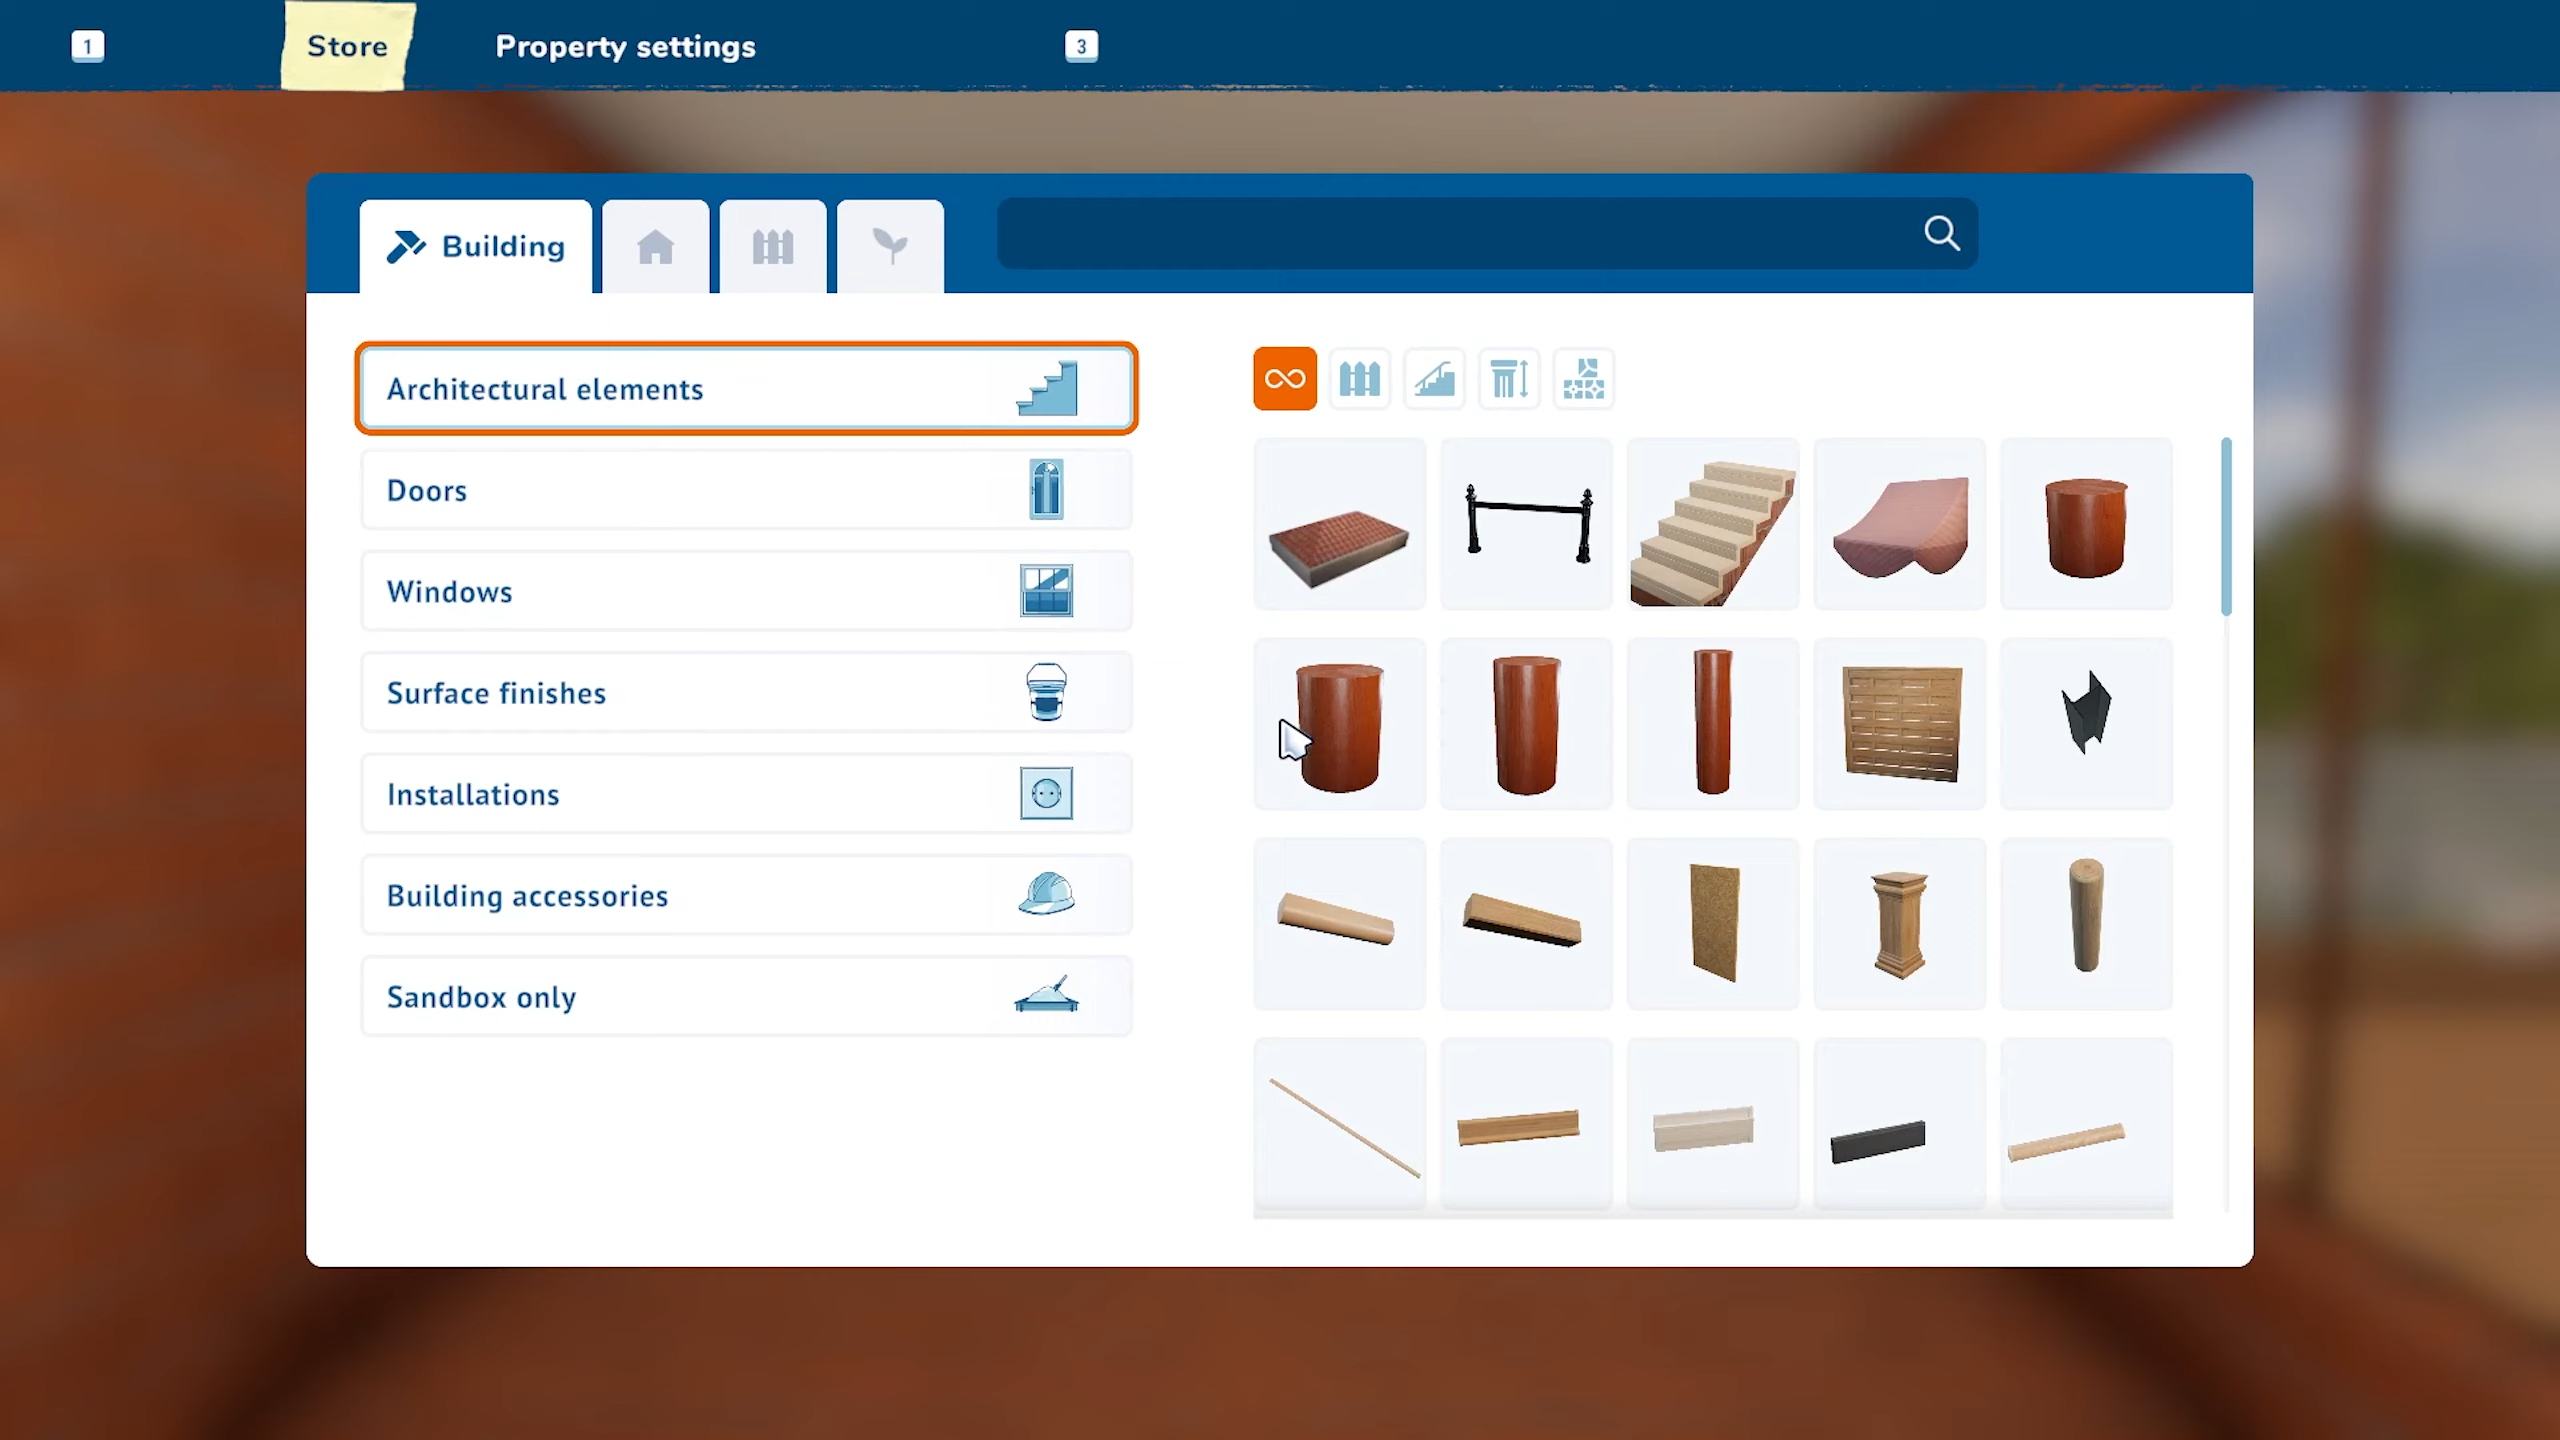 1
Store
Property settings
3
Building
Architectural elements
Doors
Windows
Surface finishes
Installations
Building accessories
Sandbox only